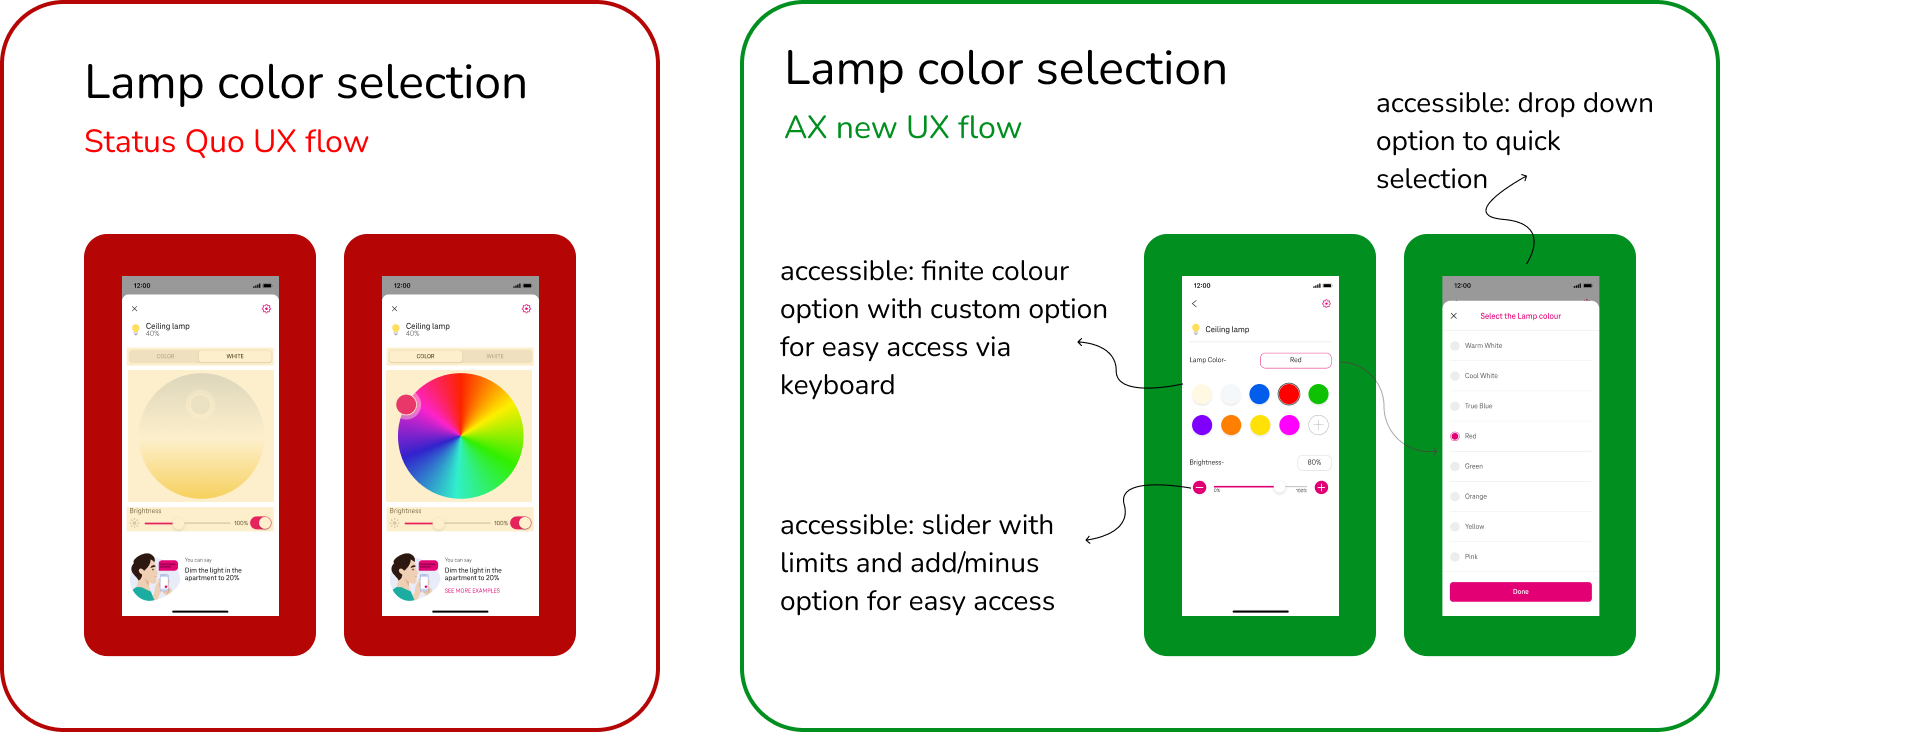 Lamp color selection
Status Quo UX flow
12:00
Ceiling lamp
40%
COLOR WHITE
Brightness
100%
You can say
Dim the light in the
apartment to 20%
12:00
Ceiling lamp
40%
COLOR WHITE
Brightness
100%
You can say
Dim the light in the
apartment to 20%
SEE MORE EXAMPLES
Lamp color selection
AX new UX flow
accessible: drop down
option to quick
selection
accessible: finite colour
option with custom option
for easy access via
keyboard
accessible: slider with
limits and add/minus
option for easy access
12:00
Ceiling lamp
Lamp Color- Red
Brightness- 80%
0% 100%
12:00
Select the Lamp colour
Warm White
Cool White
True Blue
Red
Green
Orange
Yellow
Pink
Done